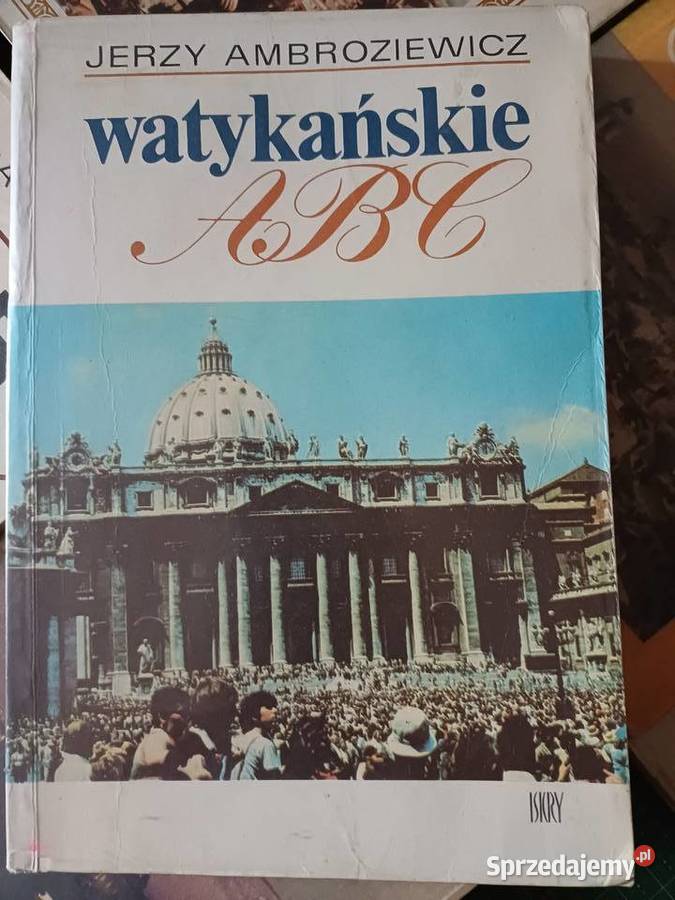 JERZY AMBROZIEWICZ
watykańskie
ABC
ISKRY
Sprzedajemy.pl